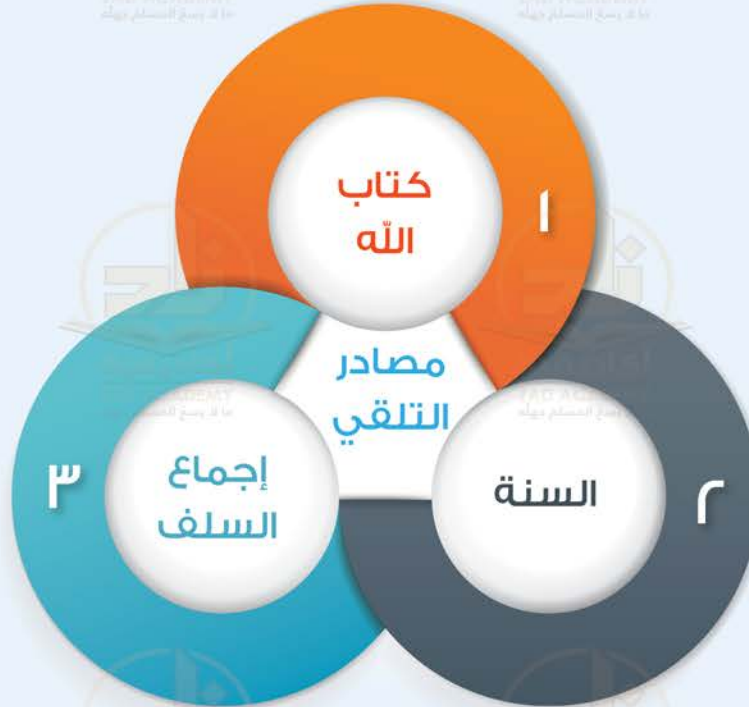 كتاب
الله
١
مصادر
التلقي
السنة
٢
إجماع
السلف
٣